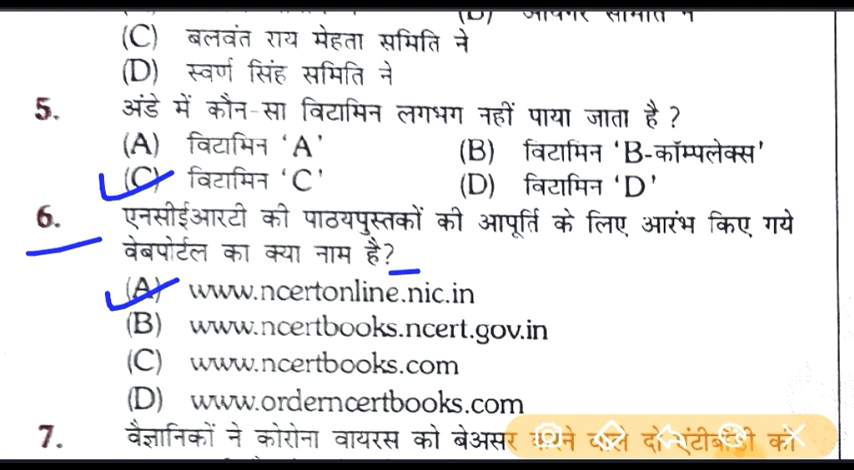 (C) बलवंत राय मेहता समिति ने
(D) स्वर्ण सिंह समिति ने
5. अंडे में कौन-सा विटामिन लगभग नहीं पाया जाता है ?
(A) विटामिन 'A' (B) विटामिन 'B-कॉम्पलेक्स'
(C) विटामिन 'C' (D) विटामिन 'D'
6. एनसीईआरटी की पाठयपुस्तकों की आपूर्ति के लिए आरंभ किए गये
वेबपोर्टल का क्या नाम है?
(A) www.ncertonline.nic.in
(B) www.ncertbooks.ncert.gov.in
(C) www.ncertbooks.com
(D) www.orderncertbooks.com
7. वैज्ञानिकों ने कोरोना वायरस को बेअसर वाले दो एंटीबॉडी को